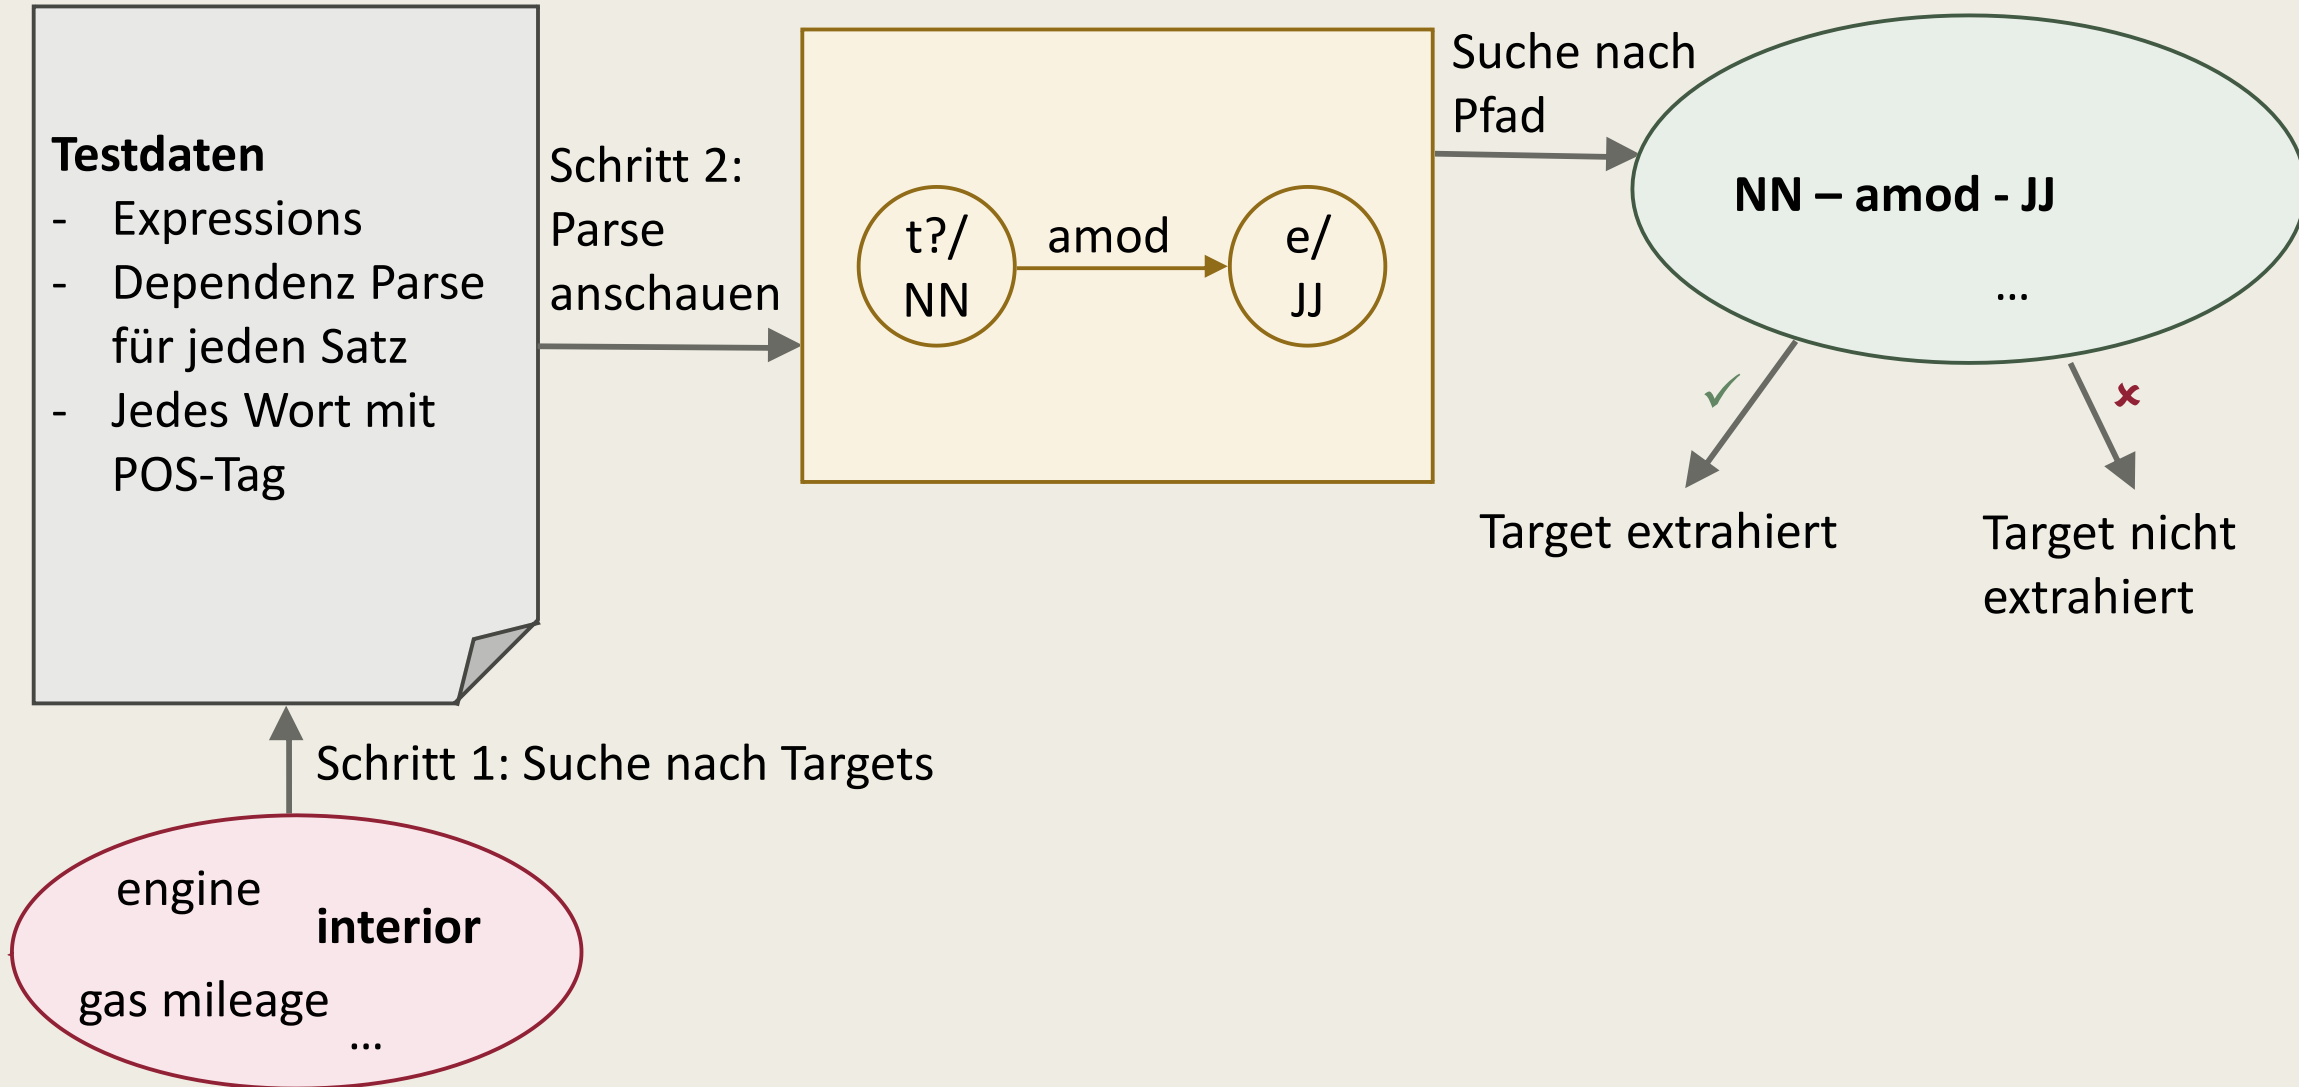 Testdaten
- Expressions
- Dependenz Parse
für jeden Satz
- Jedes Wort mit
POS-Tag
Schritt 2:
Parse
anschauen
t?/
NN
amod
e/
JJ
Suche nach
Pfad
NN – amod - JJ
...
✓
✘
Target extrahiert
Target nicht
extrahiert
Schritt 1: Suche nach Targets
engine
interior
gas mileage
...